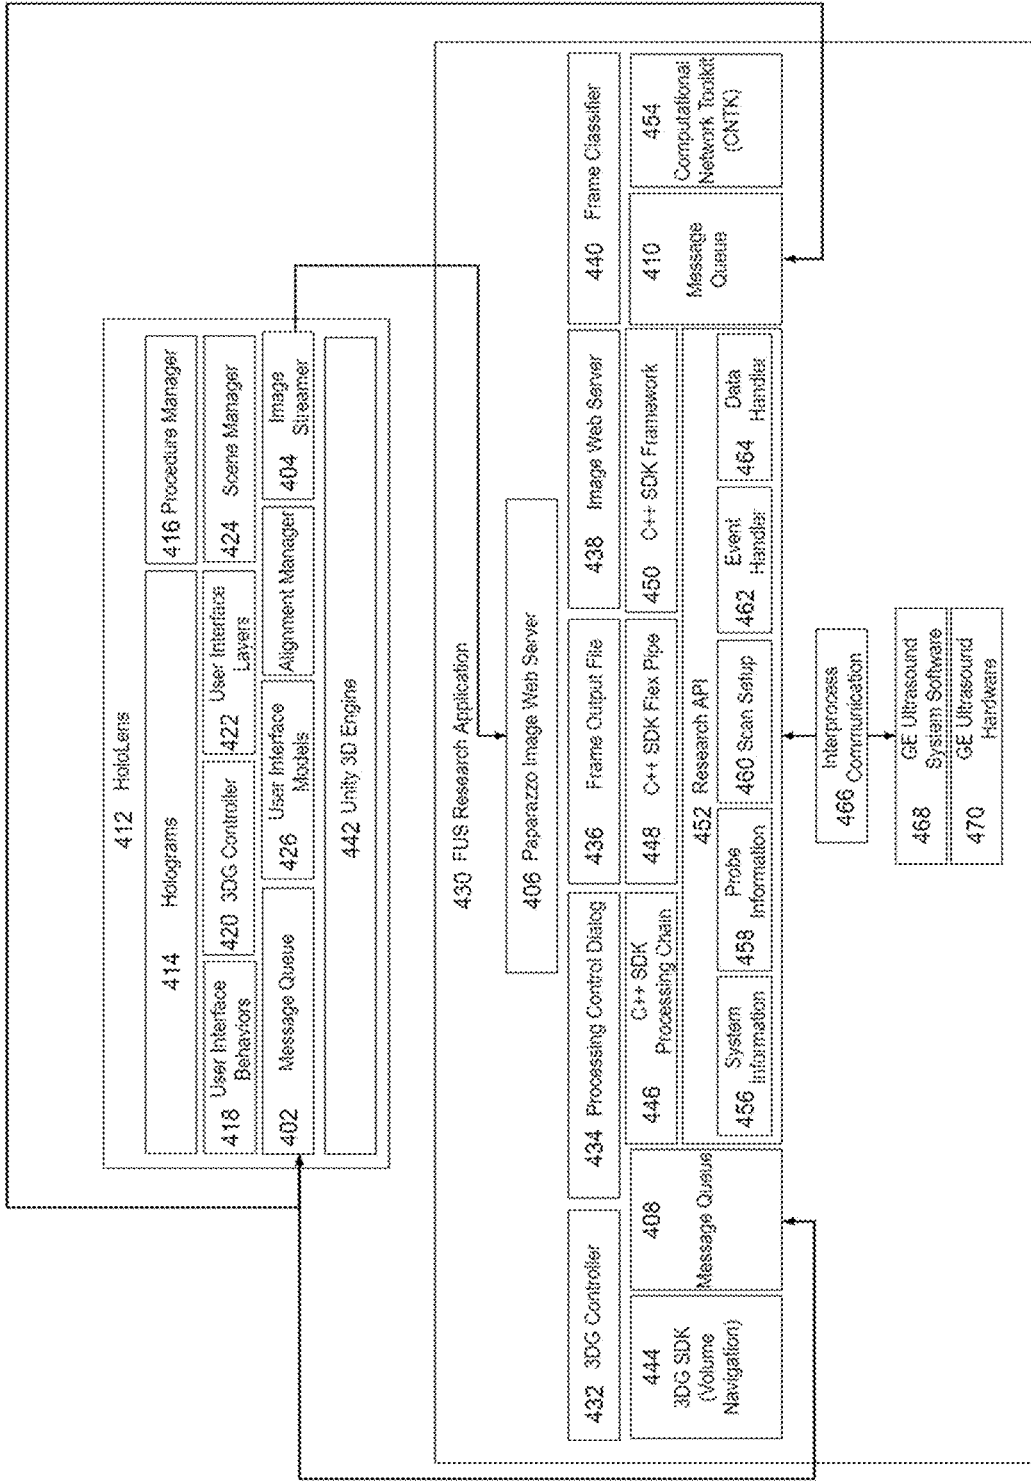 412 HoloLens
414 Holograms
416 Procedure Manager
418 User Interface
Behaviors
420 3DG Controller
422 User Interface
Layers
424 Scene Manager
402 Message Queue
426 User Interface
Models
Alignment Manager
404 Image
Streamer
442 Unity 3D Engine
430 FUS Research Application
406 Paparazzo Image Web Server
432 3DG Controller
434 Processing Control Dialog
436 Frame Output File
438 Image Web Server
440 Frame Classifier
444
3DG SDK
(Volume
Navigation)
408
Message Queue
446 C++ SDK
Processing Chain
448 C++ SDK Flex Pipe
450 C++ SDK Framework
452 Research API
456 System
Information
458 Probe
Information
460 Scan Setup
462 Event
Handler
464 Data
Handler
410
Message
Queue
454
Computational
Network Toolkit
(CNTK)
466 Interprocess
Communication
468 GE Ultrasound
System Software
470 GE Ultrasound
Hardware